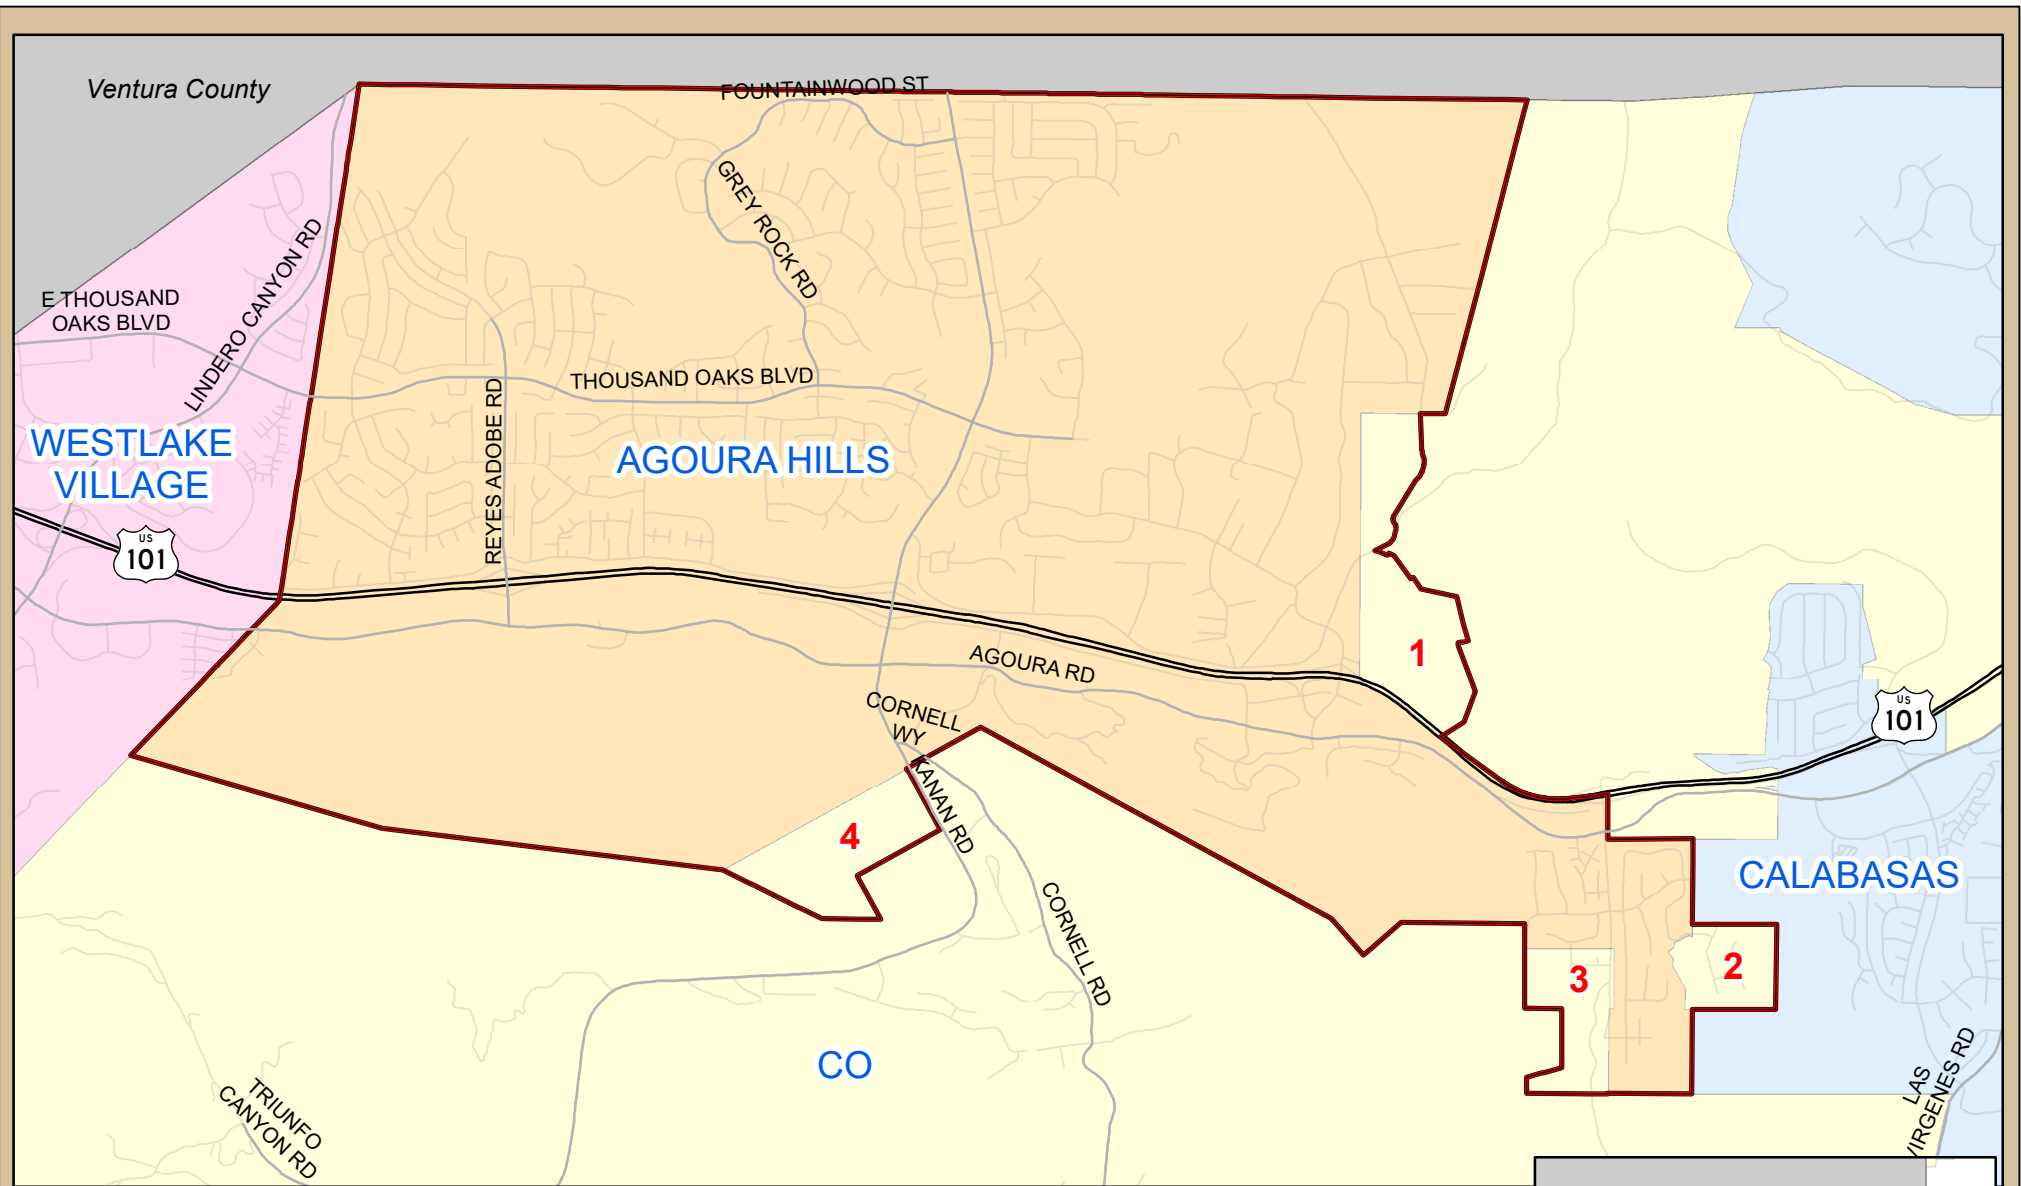 Ventura County
FOUNTAINWOOD ST
GREY ROCK RD
LINDERO CANYON RD
E THOUSAND
OAKS BLVD
THOUSAND OAKS BLVD
REYES ADOBE RD
WESTLAKE
VILLAGE
AGOURA HILLS
US
101
1
AGOURA RD
CORNELL
WY
US
101
KANAN RD
4
CALABASAS
CORNELL RD
3
2
CO
TRIUNFO
CANYON RD
LAS
VIRGENES RD